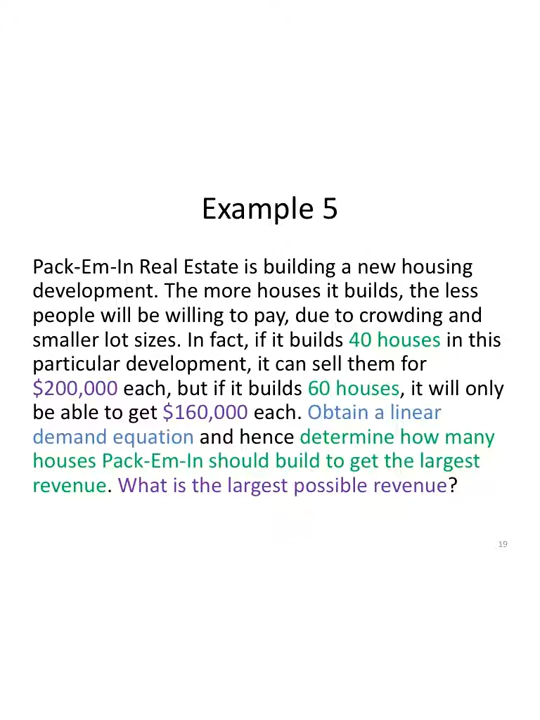 Example 5
Pack-Em-In Real Estate is building a new housing
development. The more houses it builds, the less
people will be willing to pay, due to crowding and
smaller lot sizes. In fact, if it builds 40 houses in this
particular development, it can sell them for
$200,000 each, but if it builds 60 houses, it will only
be able to get $160,000 each. Obtain a linear
demand equation and hence determine how many
houses Pack-Em-In should build to get the largest
revenue. What is the largest possible revenue?
19